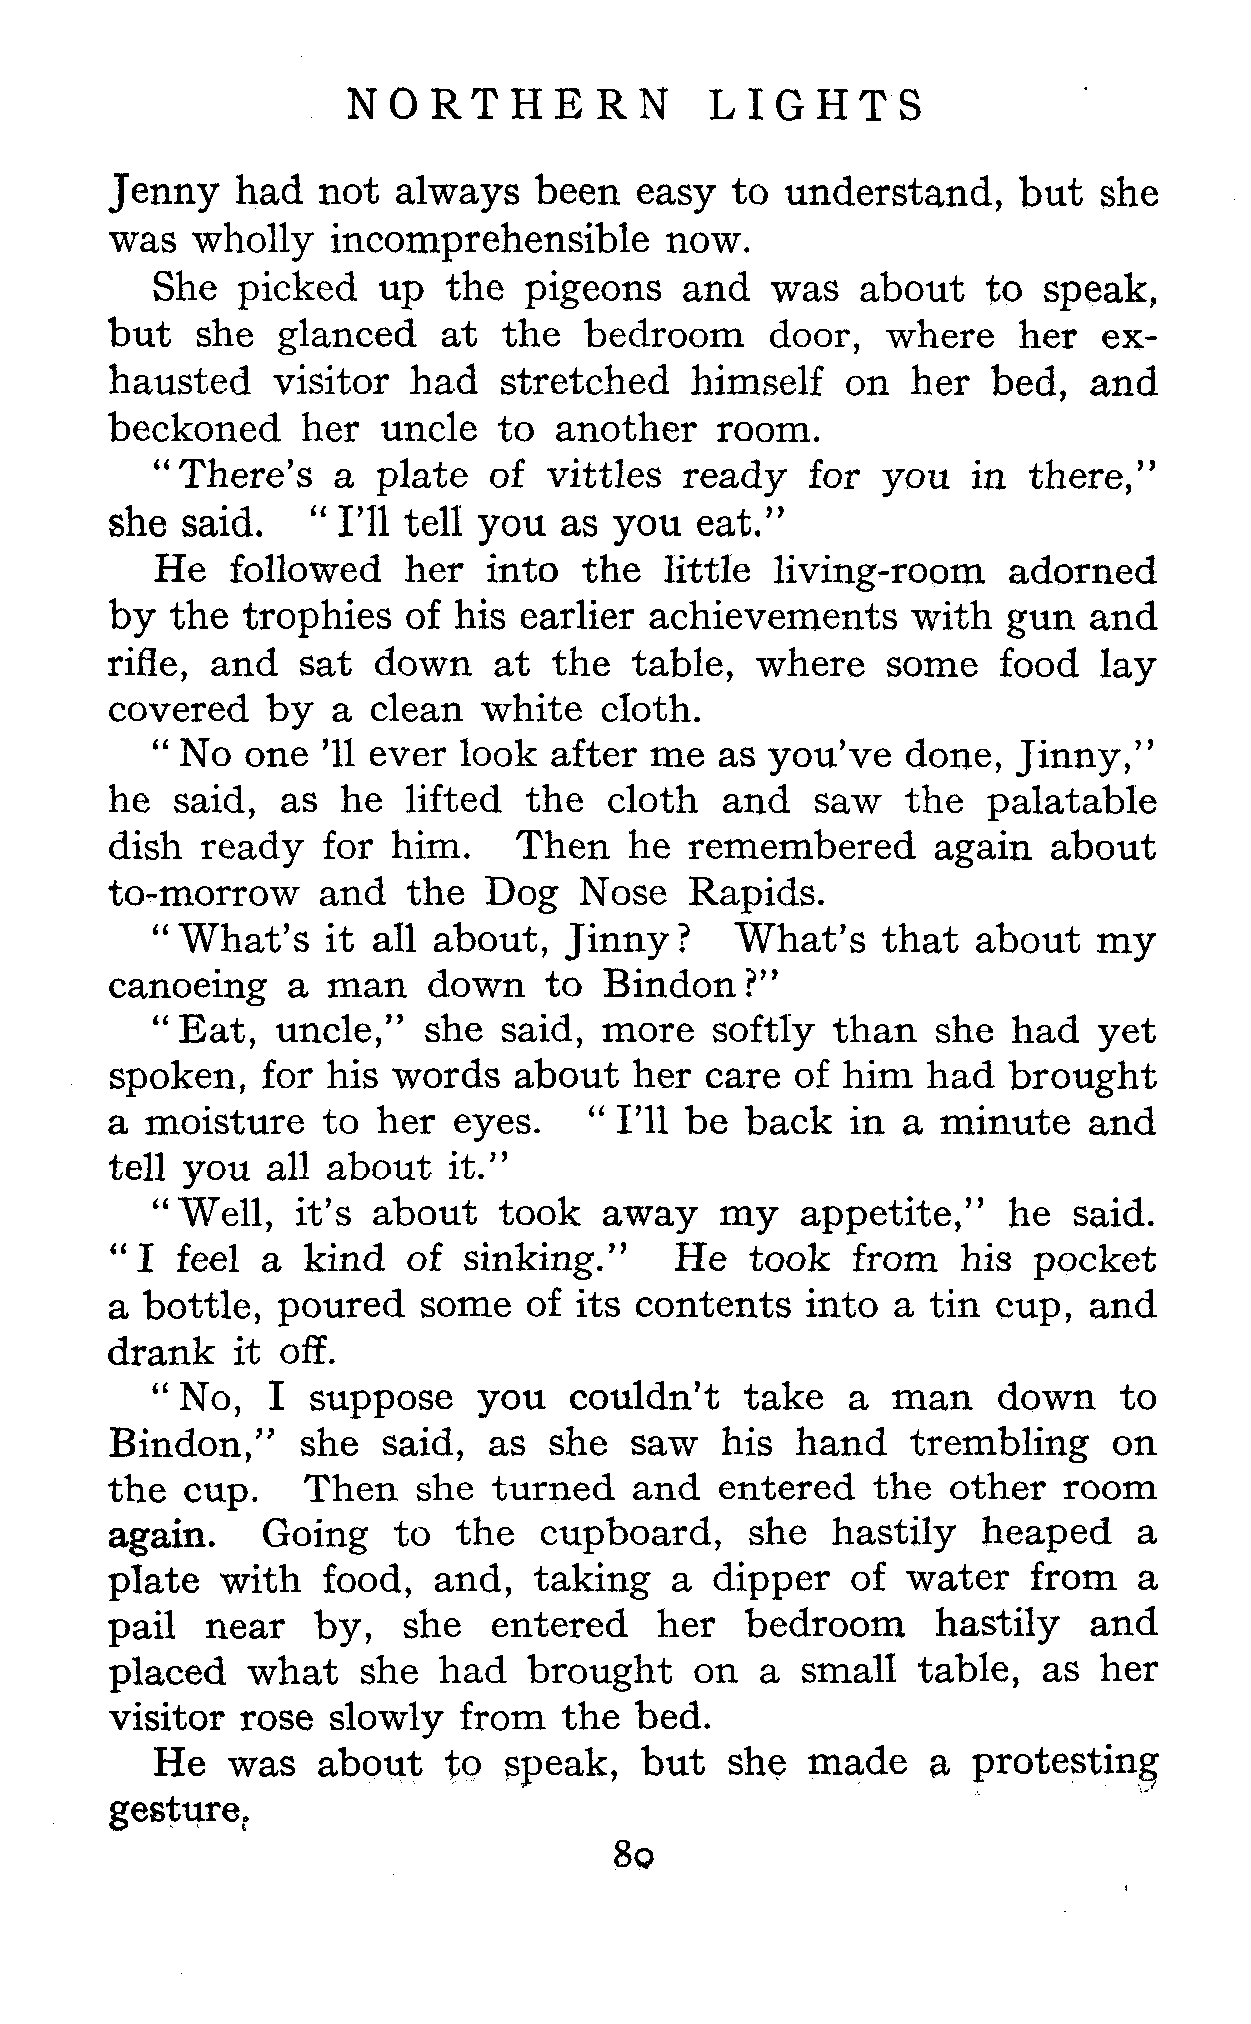 NORTHERN LIGHTS
Jenny had not always been easy to understand, but she
was wholly incomprehensible now.
She picked up the pigeons and was about to speak,
but she glanced at the bedroom door, where her ex-
hausted visitor had stretched himself on her bed, and
beckoned her uncle to another room.
"There's a plate of vittles ready for you in there,"
she said. "I'll tell you as you eat."
He followed her into the little living-room adorned
by the trophies of his earlier achievements with gun and
rifle, and sat down at the table, where some food lay
covered by a clean white cloth.
"No one 'll ever look after me as you've done, Jinny,"
he said, as he lifted the cloth and saw the palatable
dish ready for him. Then he remembered again about
to-morrow and the Dog Nose Rapids.
"What's it all about, Jinny? What's that about my
canoeing a man down to Bindon?"
"Eat, uncle," she said, more softly than she had yet
spoken, for his words about her care of him had brought
a moisture to her eyes. "I'll be back in a minute and
tell you all about it."
"Well, it's about took away my appetite," he said.
"I feel a kind of sinking." He took from his pocket
a bottle, poured some of its contents into a tin cup, and
drank it off.
"No, I suppose you couldn't take a man down to
Bindon," she said, as she saw his hand trembling on
the cup. Then she turned and entered the other room
again. Going to the cupboard, she hastily heaped a
plate with food, and, taking a dipper of water from a
pail near by, she entered her bedroom hastily and
placed what she had brought on a small table, as her
visitor rose slowly from the bed.
He was about to speak, but she made a protesting
gesture.
80